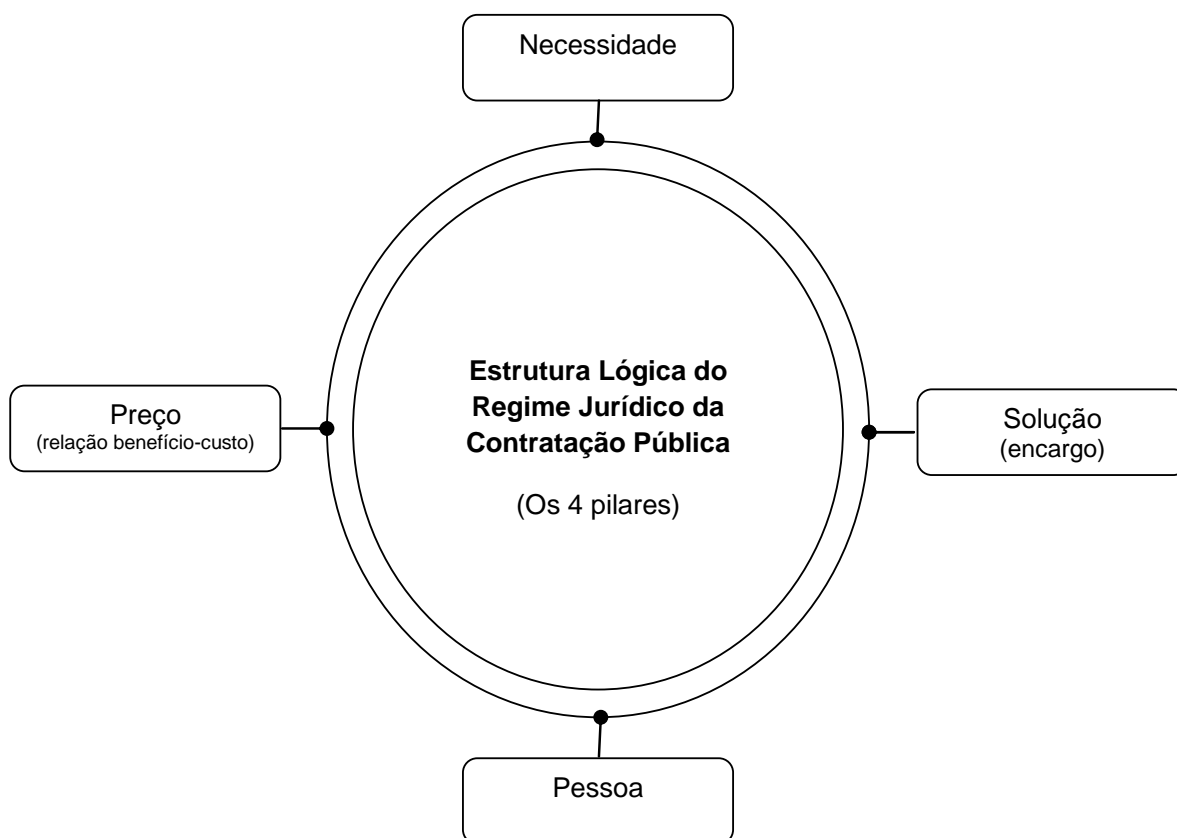 Necessidade
Preço
(relação benefício-custo)
Estrutura Lógica do
Regime Jurídico da
Contratação Pública
(Os 4 pilares)
Solução
(encargo)
Pessoa